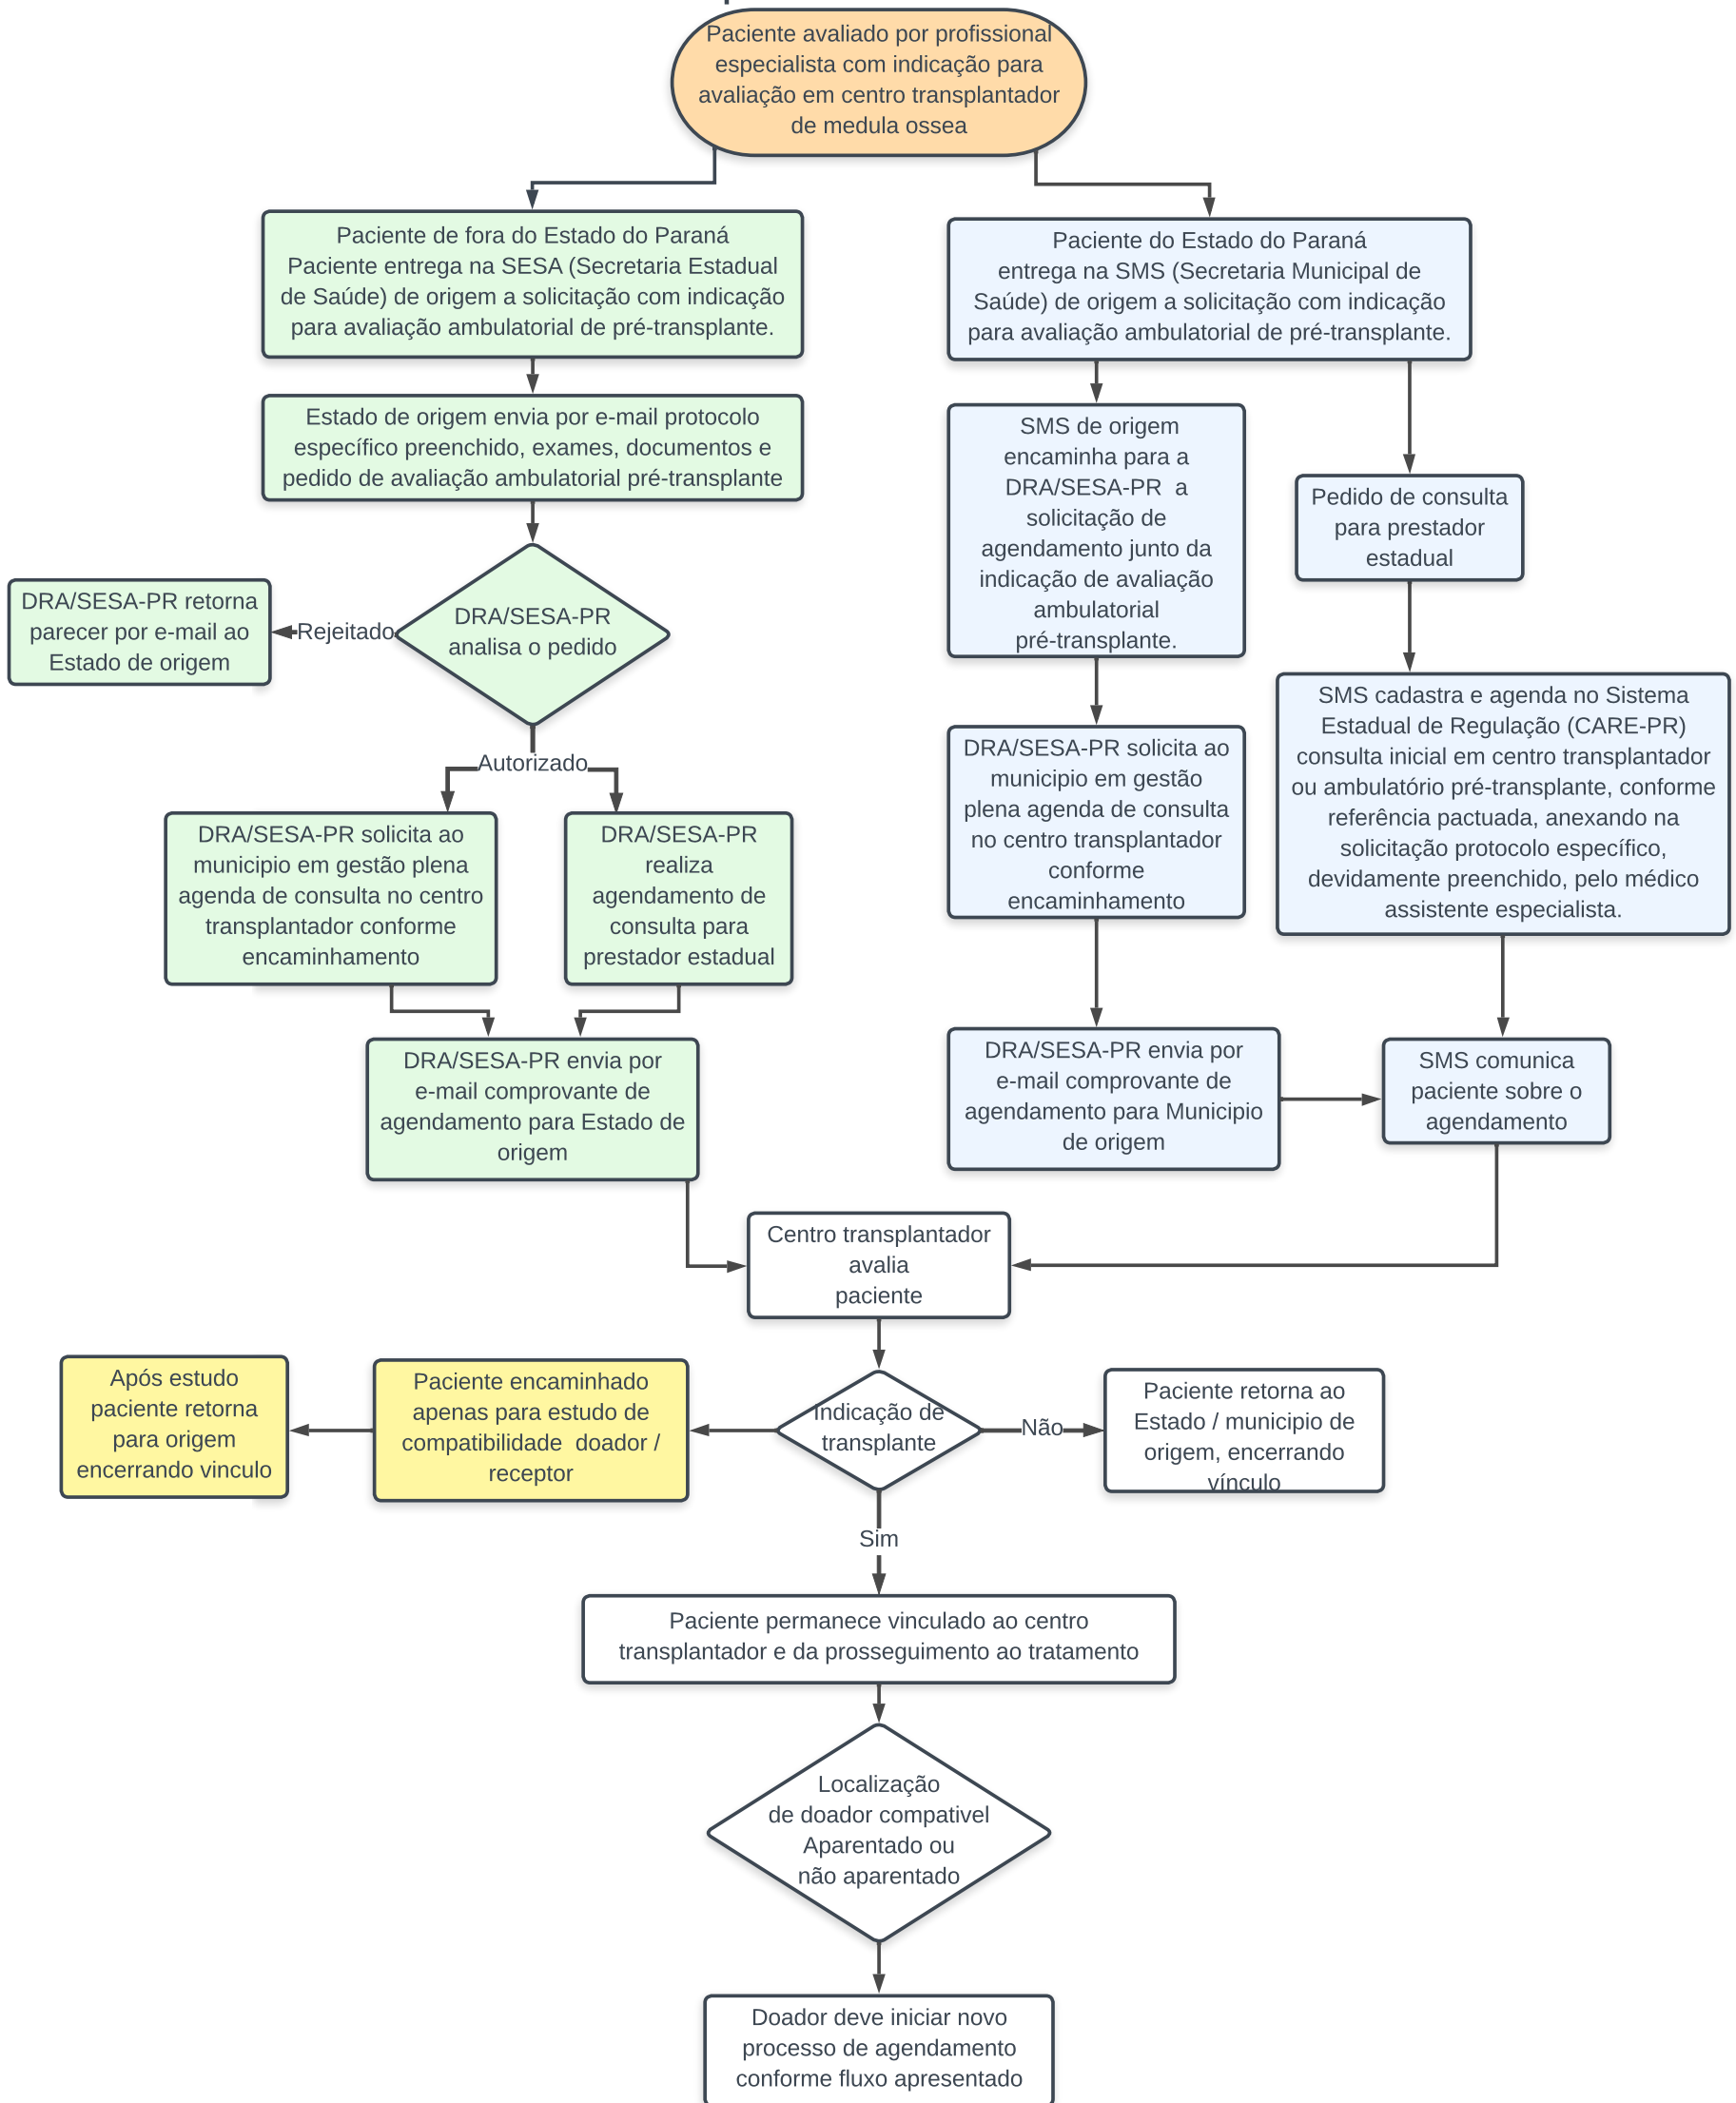 Paciente avaliado por profissional
especialista com indicação para
avaliação em centro transplantador
de medula ossea
Paciente de fora do Estado do Paraná
Paciente entrega na SESA (Secretaria Estadual
de Saúde) de origem a solicitação com indicação
para avaliação ambulatorial de pré-transplante.
Estado de origem envia por e-mail protocolo
específico preenchido, exames, documentos e
pedido de avaliação ambulatorial pré-transplante
DRA/SESA-PR
analisa o pedido
Rejeitado
DRA/SESA-PR retorna
parecer por e-mail ao
Estado de origem
Autorizado
DRA/SESA-PR solicita ao
municipio em gestão plena
agenda de consulta no centro
transplantador conforme
encaminhamento
DRA/SESA-PR
realiza
agendamento de
consulta para
prestador estadual
DRA/SESA-PR envia por
e-mail comprovante de
agendamento para Estado de
origem
Paciente do Estado do Paraná
entrega na SMS (Secretaria Municipal de
Saúde) de origem a solicitação com indicação
para avaliação ambulatorial de pré-transplante.
SMS de origem
encaminha para a
DRA/SESA-PR  a
solicitação de
agendamento junto da
indicação de avaliação
ambulatorial
pré-transplante.
DRA/SESA-PR solicita ao
municipio em gestão
plena agenda de consulta
no centro transplantador
conforme
encaminhamento
DRA/SESA-PR envia por
e-mail comprovante de
agendamento para Municipio
de origem
Pedido de consulta
para prestador
estadual
SMS cadastra e agenda no Sistema
Estadual de Regulação (CARE-PR)
consulta inicial em centro transplantador
ou ambulatório pré-transplante, conforme
referência pactuada, anexando na
solicitação protocolo específico,
devidamente preenchido, pelo médico
assistente especialista.
SMS comunica
paciente sobre o
agendamento
Centro transplantador
avalia
paciente
Indicação de
transplante
Paciente encaminhado
apenas para estudo de
compatibilidade  doador /
receptor
Após estudo
paciente retorna
para origem
encerrando vinculo
Não
Paciente retorna ao
Estado / municipio de
origem, encerrando
vínculo
Sim
Paciente permanece vinculado ao centro
transplantador e da prosseguimento ao tratamento
Localização
de doador compativel
Aparentado ou
não aparentado
Doador deve iniciar novo
processo de agendamento
conforme fluxo apresentado